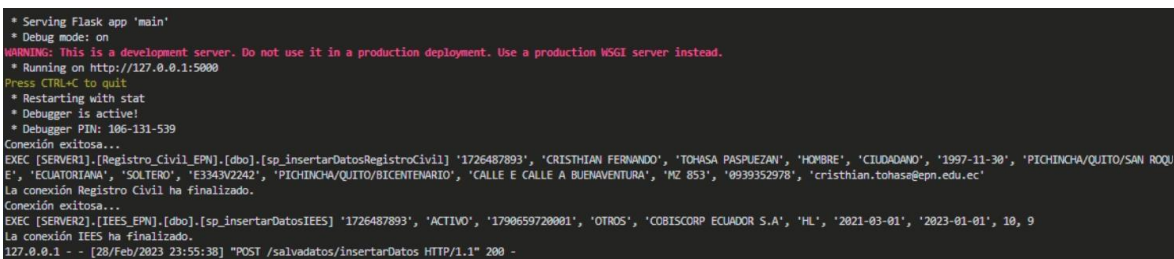 * Serving Flask app 'main'
* Debug mode: on
WARNING: This is a development server. Do not use it in a production deployment. Use a production WSGI server instead.
* Running on http://127.0.0.1:5000
Press CTRL+C to quit
* Restarting with stat
* Debugger is active!
* Debugger PIN: 106-131-539
Conexión exitosa...
EXEC [SERVER1].[Registro_Civil_EPN].[dbo].[sp_insertarDatosRegistroCivil] '1726487893', 'CRISTHIAN FERNANDO', 'TOHASA PASPUEZAN', 'HOMBRE', 'CIUDADANO', '1997-11-30', 'PICHINCHA/QUITO/SAN ROQU
E', 'ECUATORIANA', 'SOLTERO', 'E3343V2242', 'PICHINCHA/QUITO/BICENTENARIO', 'CALLE E CALLE A BUENAVENTURA', 'MZ 853', '0939352978', 'cristhian.tohase@epn.edu.ec'
La conexión Registro Civil ha finalizado.
Conexión exitosa...
EXEC [SERVER2].[IEES_EPN].[dbo].[sp_insertarDatosIEES] '1726487893', 'ACTIVO', '1790659720001', 'OTROS', 'COBISCORP ECUADOR S.A', 'HL', '2021-03-01', '2023-01-01', 10, 9
La conexión IEES ha finalizado.
127.0.0.1 - - [28/Feb/2023 23:55:38] "POST /salvadatos/insertarDatos HTTP/1.1" 200 -